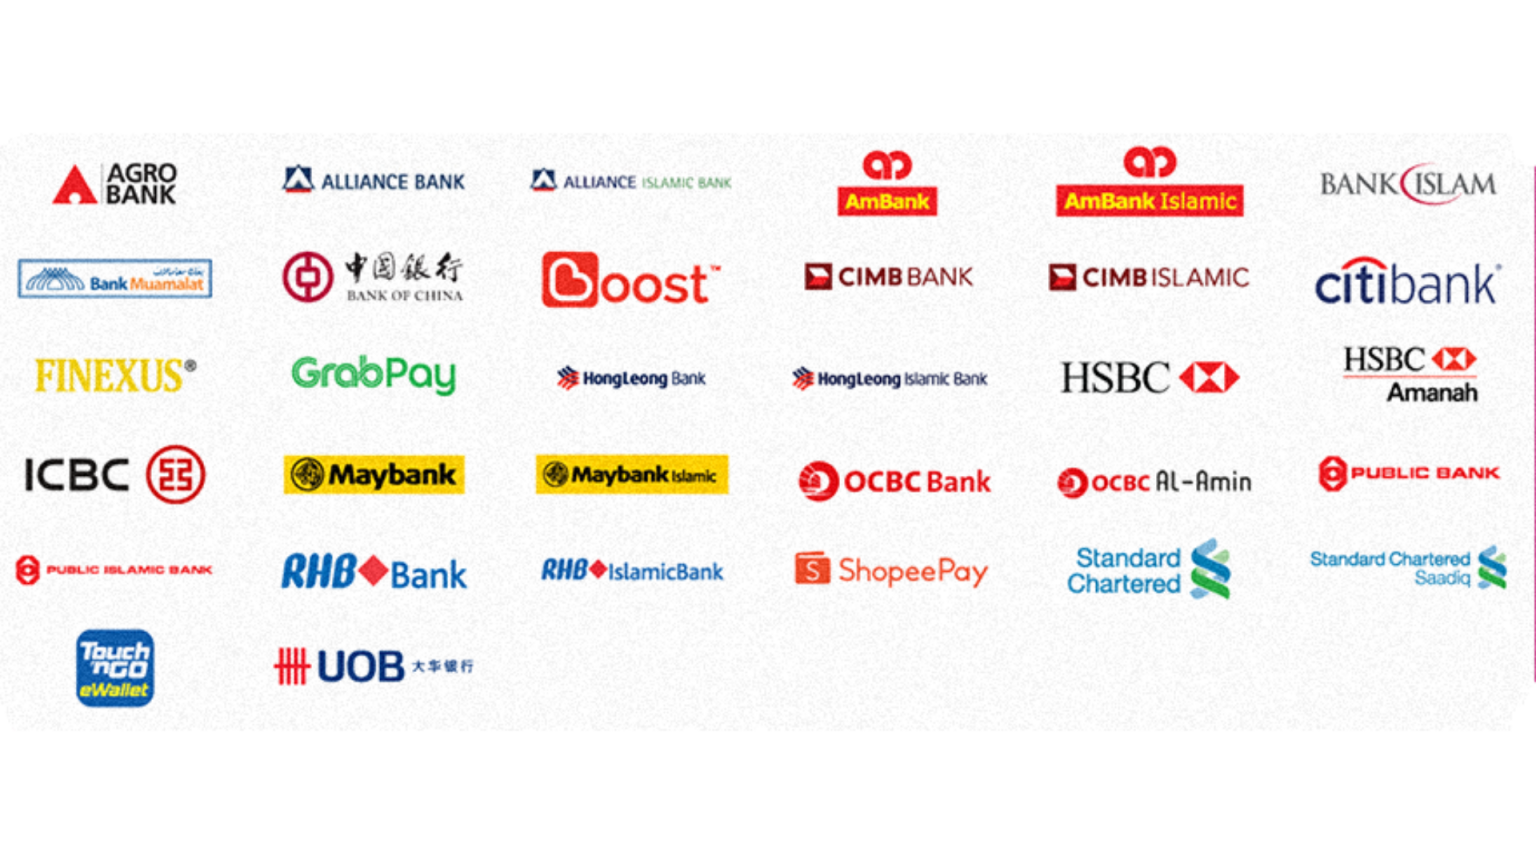 AGRO
BANK
ALLIANCE BANK
ALLIANCE ISLAMIC BANK
AmBank
AmBank Islamic
BANK ISLAM
Bank Muamalat
中国银行
BANK OF CHINA
Boost™
CIMB BANK
CIMB ISLAMIC
citibank®
FINEXUS®
GrabPay
HongLeong Bank
HongLeong Islamic Bank
HSBC
HSBC
Amanah
ICBC
Maybank
Maybank Islamic
OCBC Bank
OCBC AL-Amin
PUBLIC BANK
PUBLIC ISLAMIC BANK
RHB Bank
RHB IslamicBank
S ShopeePay
Standard
Chartered
Standard Chartered
Saadiq
Touch
'nGO
eWallet
UOB 大华银行